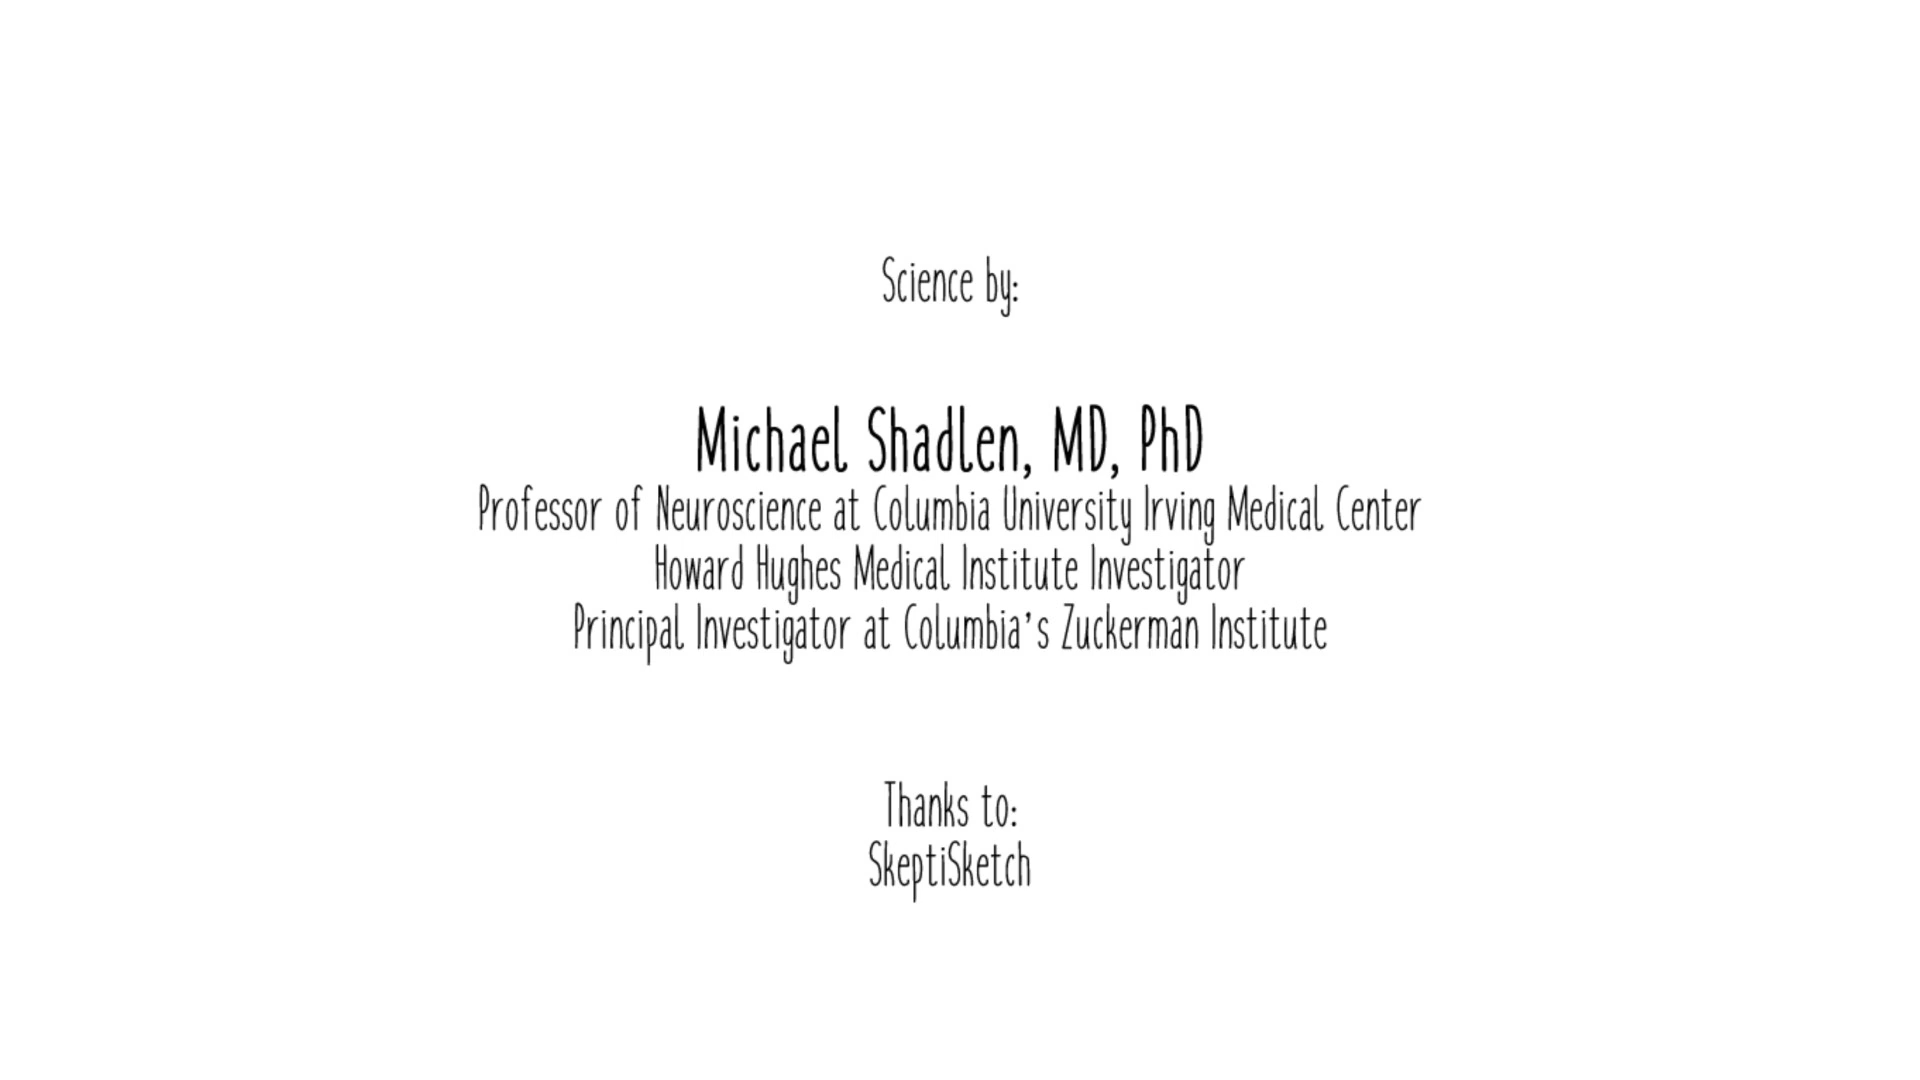 Science by:
Michael Shadlen, MD, PhD
Professor of Neuroscience at Columbia University Irving Medical Center
Howard Hughes Medical Institute Investigator
Principal Investigator at Columbia's Zuckerman Institute
Thanks to:
SkeptiSketch